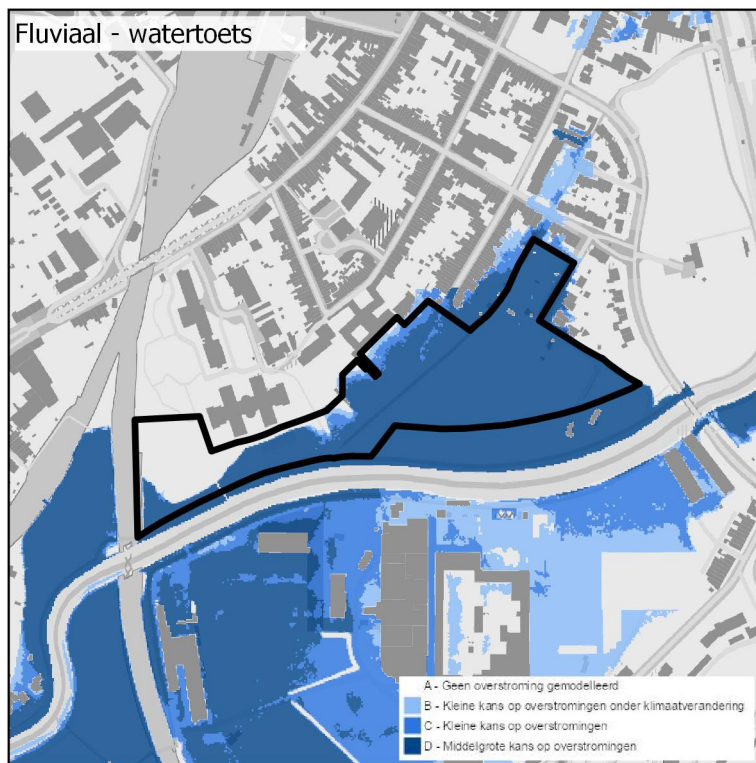 Fluviaal - watertoets
A - Geen overstroming gemodelleerd
B - Kleine kans op overstromingen onder klimaatverandering
C - Kleine kans op overstromingen
D - Middelgrote kans op overstromingen